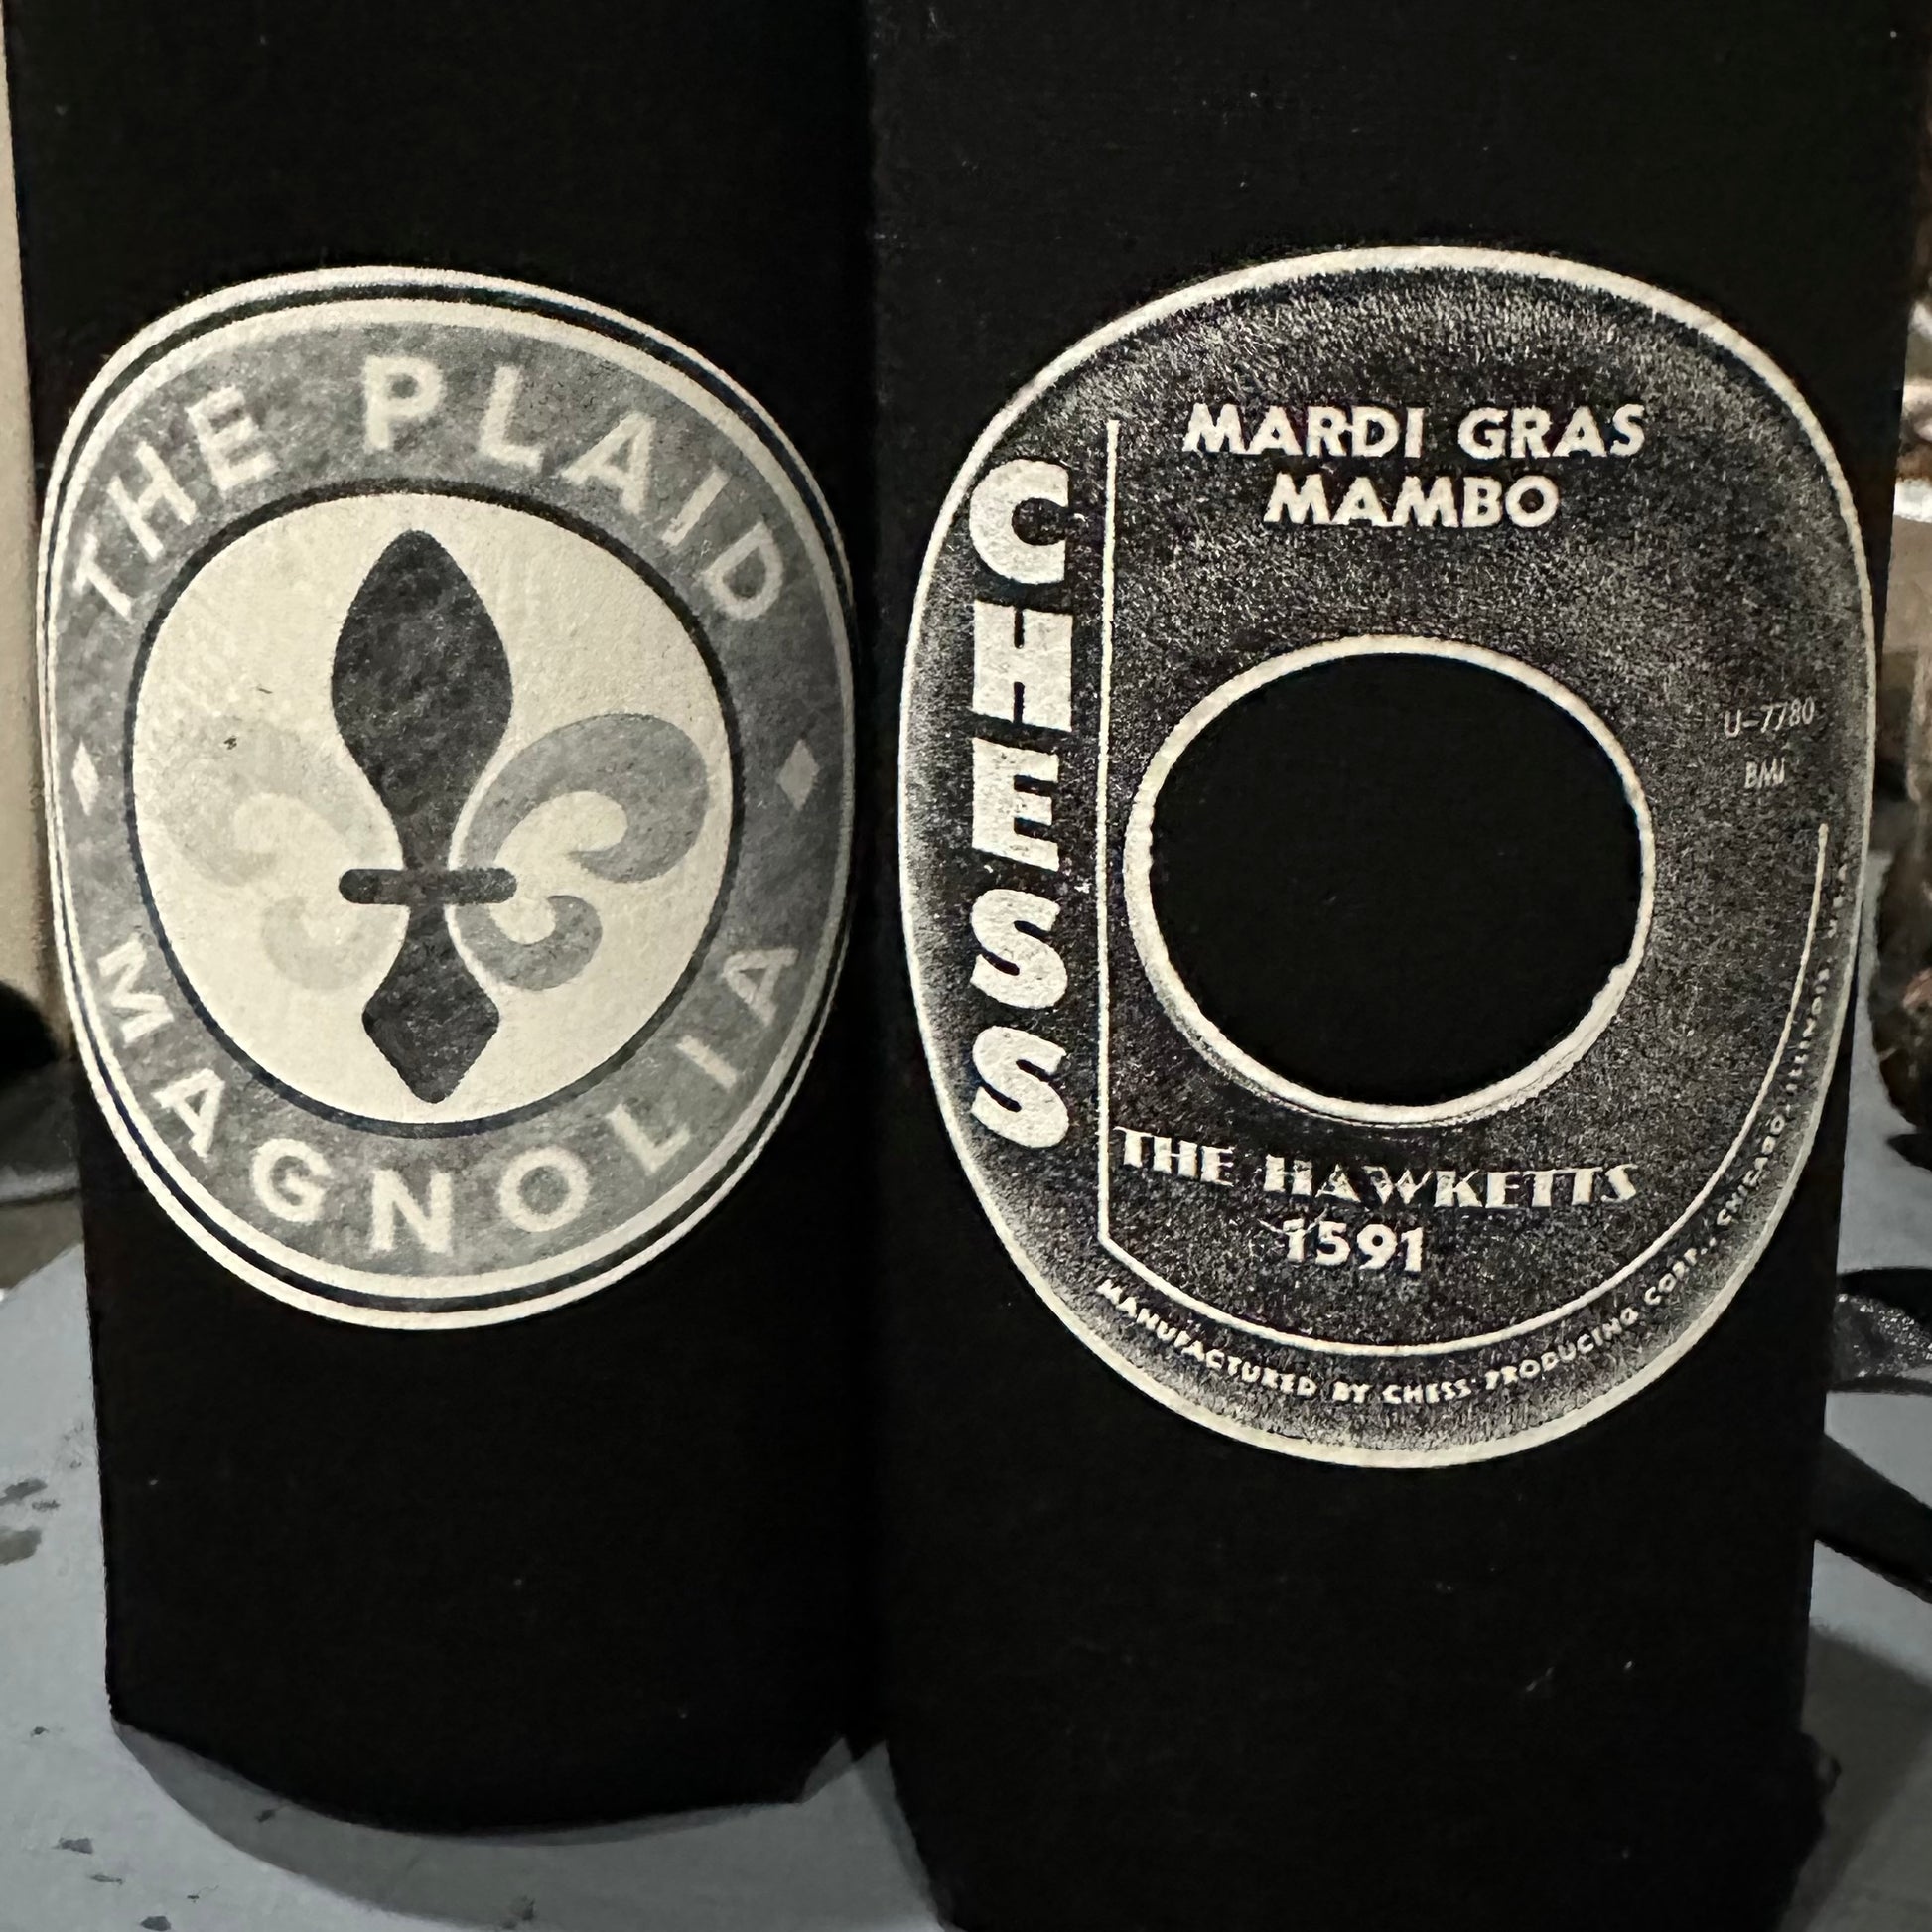 THE PLAID
MAGNOLIA
CHESS
MARDI GRAS
MAMBO
U-7780
BMI
THE HAWKETTS
1591
MANUFACTURED BY CHESS PRODUCING CORP., CHICAGO, ILLINOIS U.S.A.